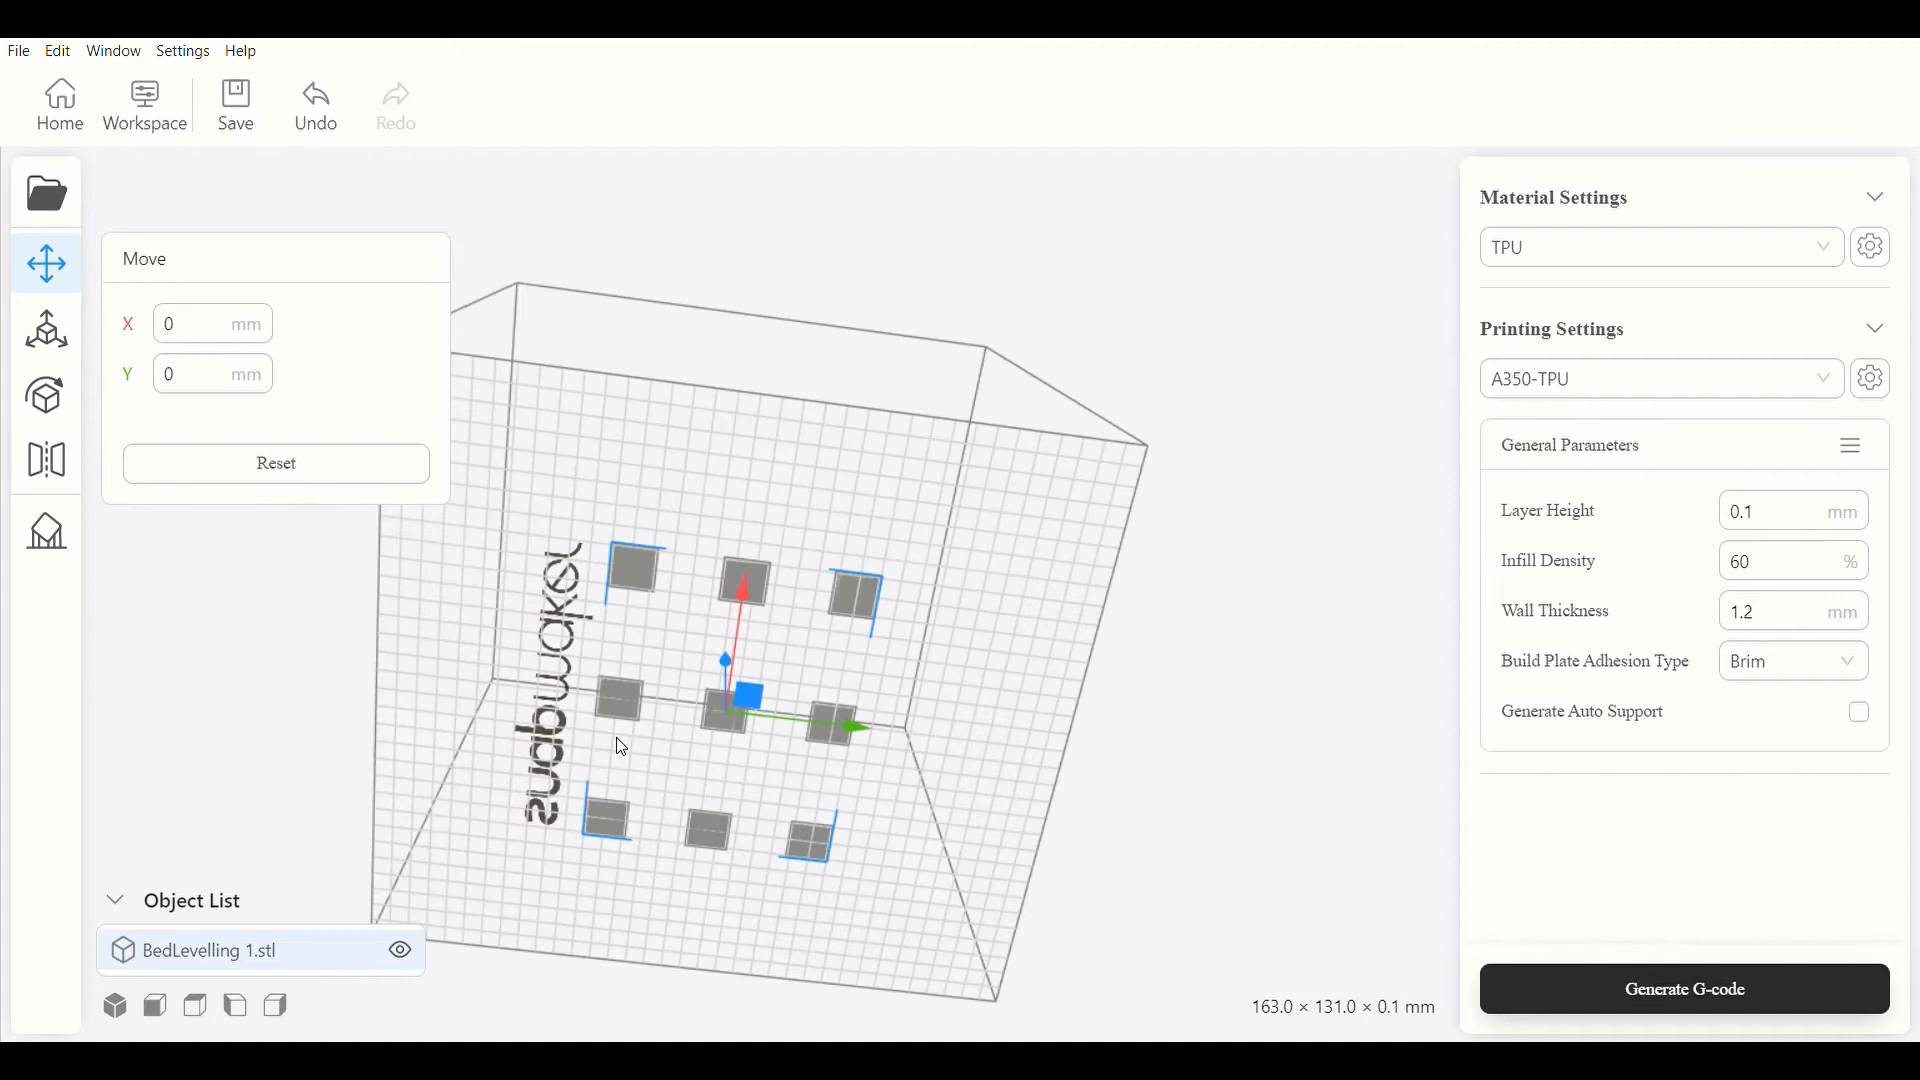 File Edit Window Settings Help
Home Workspace Save Undo Redo
Move
X 0 mm
Y 0 mm
Reset
snapmaker
Object List
BedLevelling 1.stl
163.0 × 131.0 × 0.1 mm
Material Settings
TPU
Printing Settings
A350-TPU
General Parameters
Layer Height 0.1 mm
Infill Density 60 %
Wall Thickness 1.2 mm
Build Plate Adhesion Type Brim
Generate Auto Support
Generate G-code